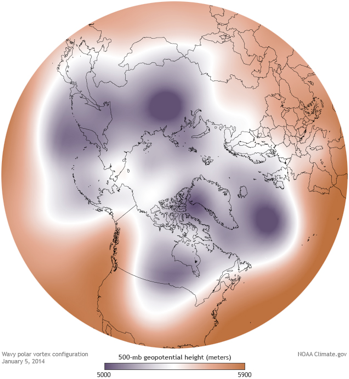 Wavy polar vortex configuration
January 5, 2014
500-mb geopotential height (meters)
5000 5900
NOAA Climate.gov